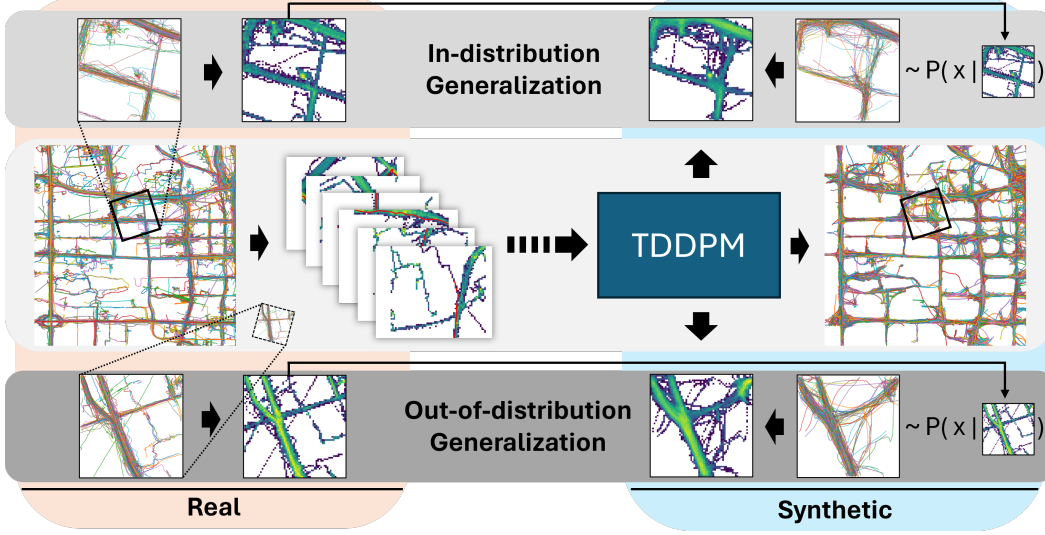 In-distribution
Generalization
~ P( x | )
TDDPM
Out-of-distribution
Generalization
~ P( x | )
Real
Synthetic